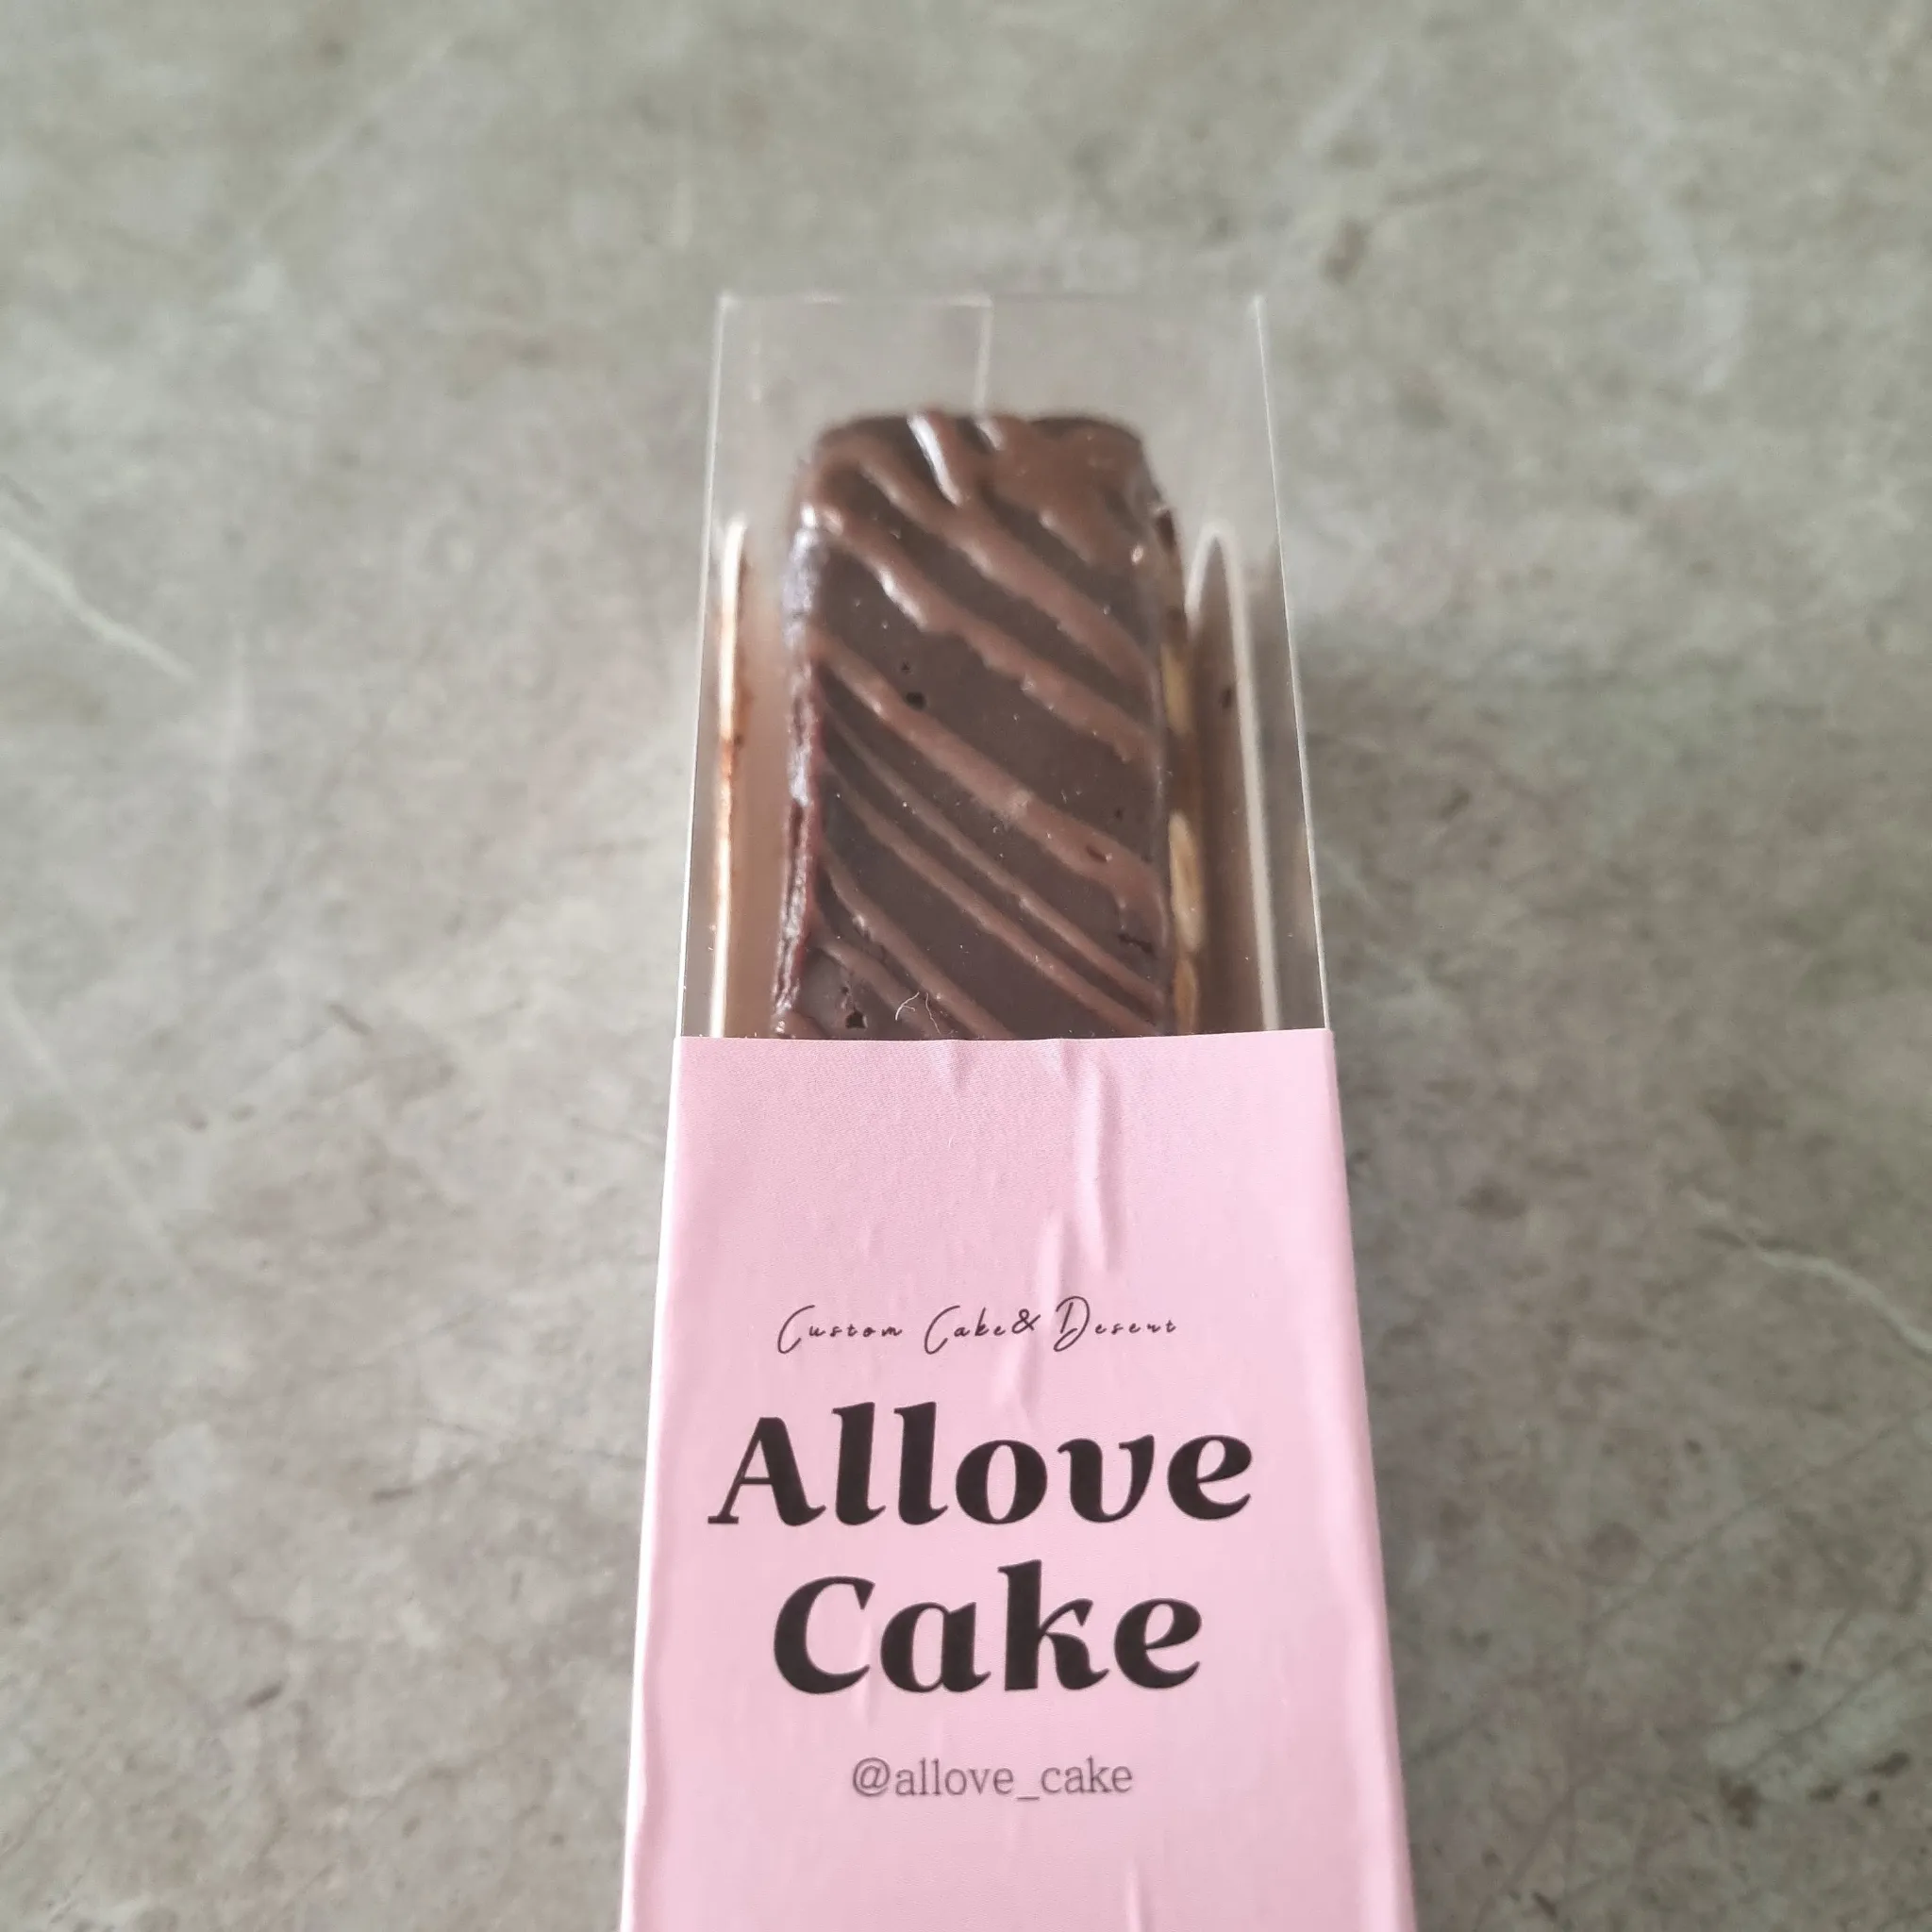 Custom Cake& Desert
Allove
Cake
@allove_cake